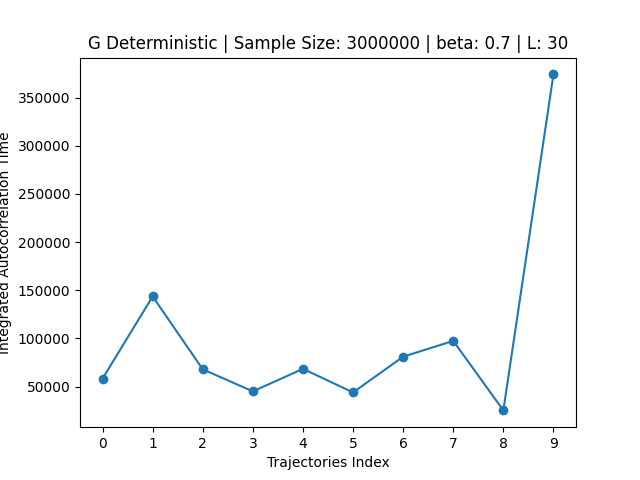 G Deterministic | Sample Size: 3000000 | beta: 0.7 | L: 30
Integrated Autocorrelation Time
350000
300000
250000
200000
150000
100000
50000
0 1 2 3 4 5 6 7 8 9
Trajectories Index